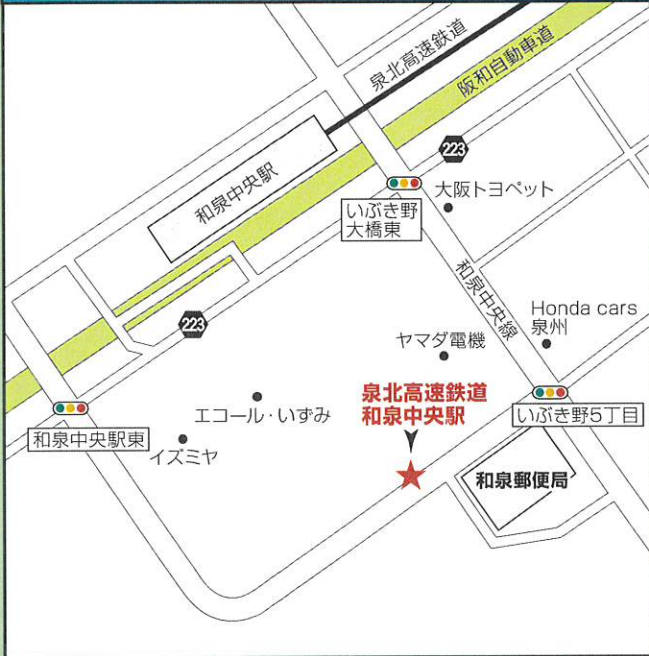 泉北高速鉄道
阪和自動車道
223
和泉中央駅
大阪トヨペット
いぶき野
大橋東
和泉中央線
223
Honda cars
泉州
ヤマダ電機
泉北高速鉄道
和泉中央駅
エコール・いずみ
いぶき野5丁目
和泉中央駅東
イズミヤ
和泉郵便局